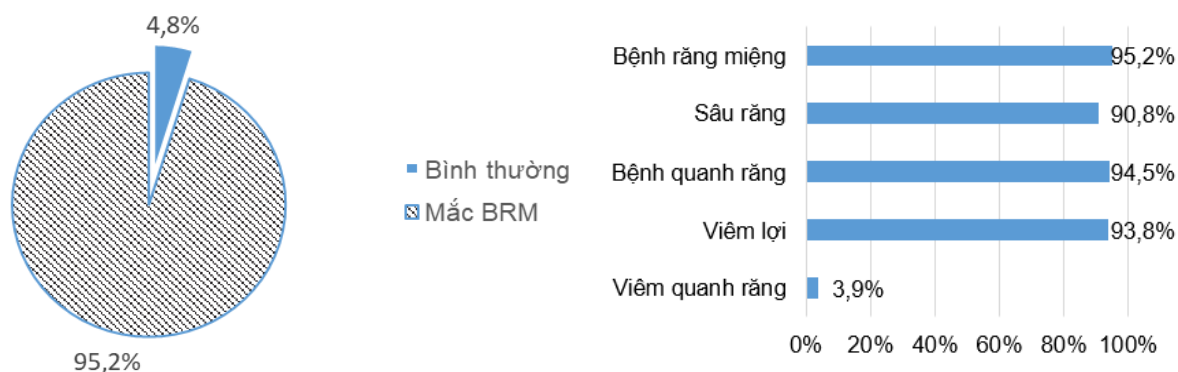 4,8%
Bình thường
Mắc BRM
95,2%
Bệnh răng miệng 95,2%
Sâu răng 90,8%
Bệnh quanh răng 94,5%
Viêm lợi 93,8%
Viêm quanh răng 3,9%
0% 20% 40% 60% 80% 100%